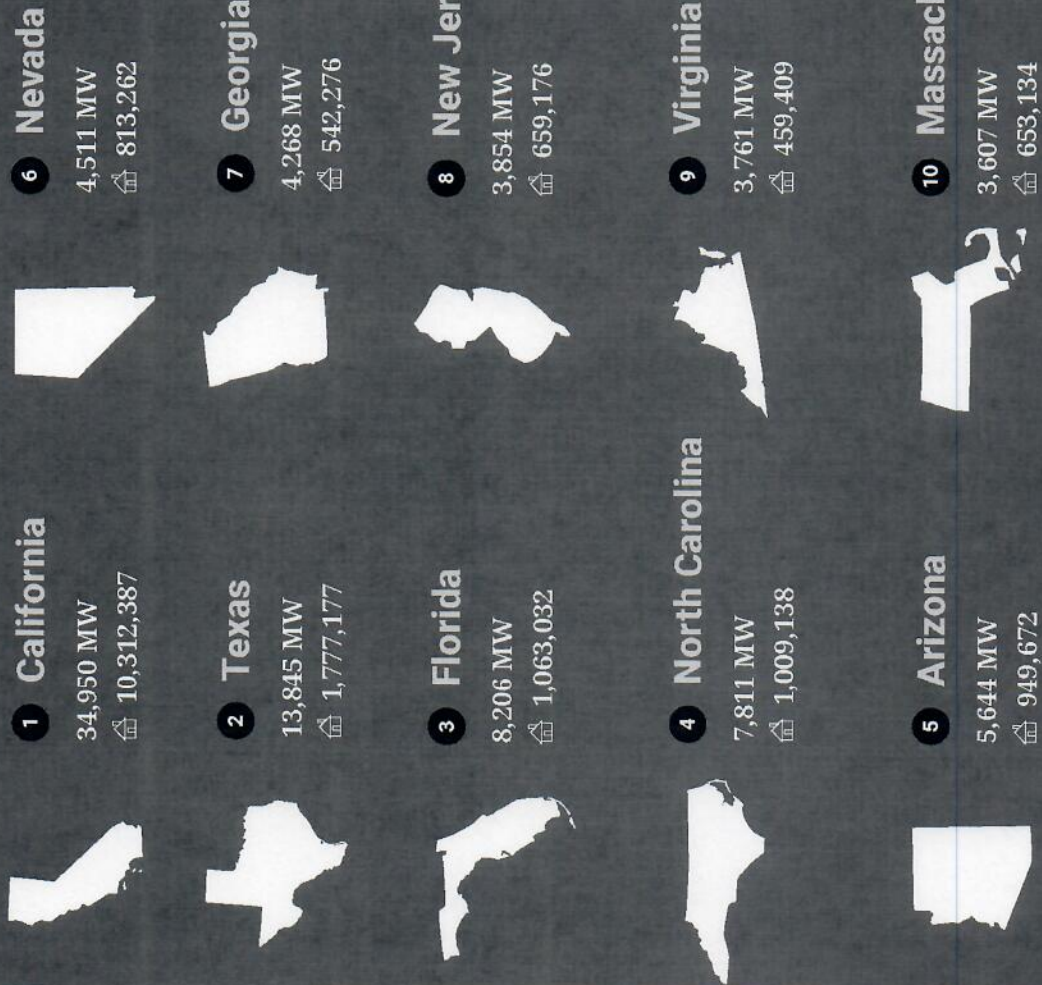 1 California
34,950 MW
10,312,387
2 Texas
13,845 MW
1,777,177
3 Florida
8,206 MW
1,063,032
4 North Carolina
7,811 MW
1,009,138
5 Arizona
5,644 MW
949,672
6 Nevada
4,511 MW
813,262
7 Georgia
4,268 MW
542,276
8 New Jer
3,854 MW
659,176
9 Virginia
3,761 MW
459,409
10 Massacl
3,607 MW
653,134